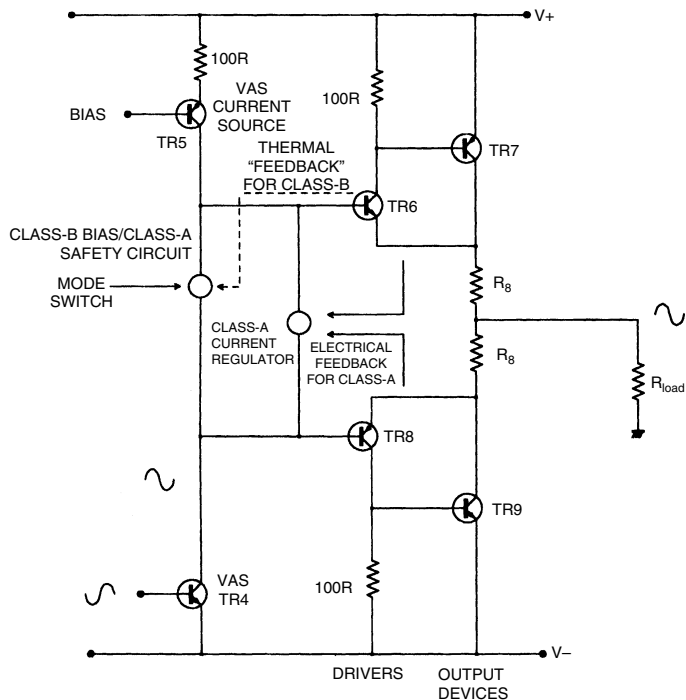 V+
100R
100R
VAS
CURRENT
SOURCE
BIAS
TR5
THERMAL
"FEEDBACK"
FOR CLASS-B
TR7
TR6
CLASS-B BIAS/CLASS-A
SAFETY CIRCUIT
MODE
SWITCH
R8
CLASS-A
CURRENT
REGULATOR
ELECTRICAL
FEEDBACK
FOR CLASS-A
R8
Rload
TR8
TR9
VAS
TR4
100R
V–
DRIVERS
OUTPUT
DEVICES